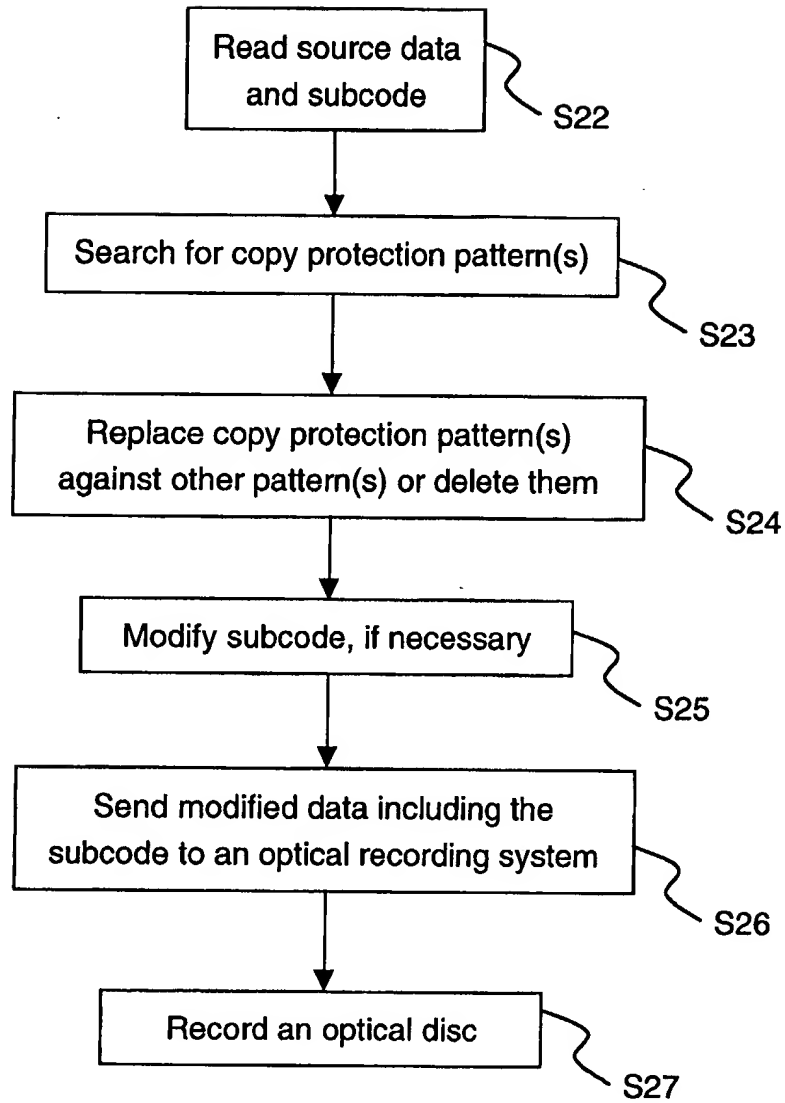 Read source data
and subcode
S22
Search for copy protection pattern(s)
S23
Replace copy protection pattern(s)
against other pattern(s) or delete them
S24
Modify subcode, if necessary
S25
Send modified data including the
subcode to an optical recording system
S26
Record an optical disc
S27